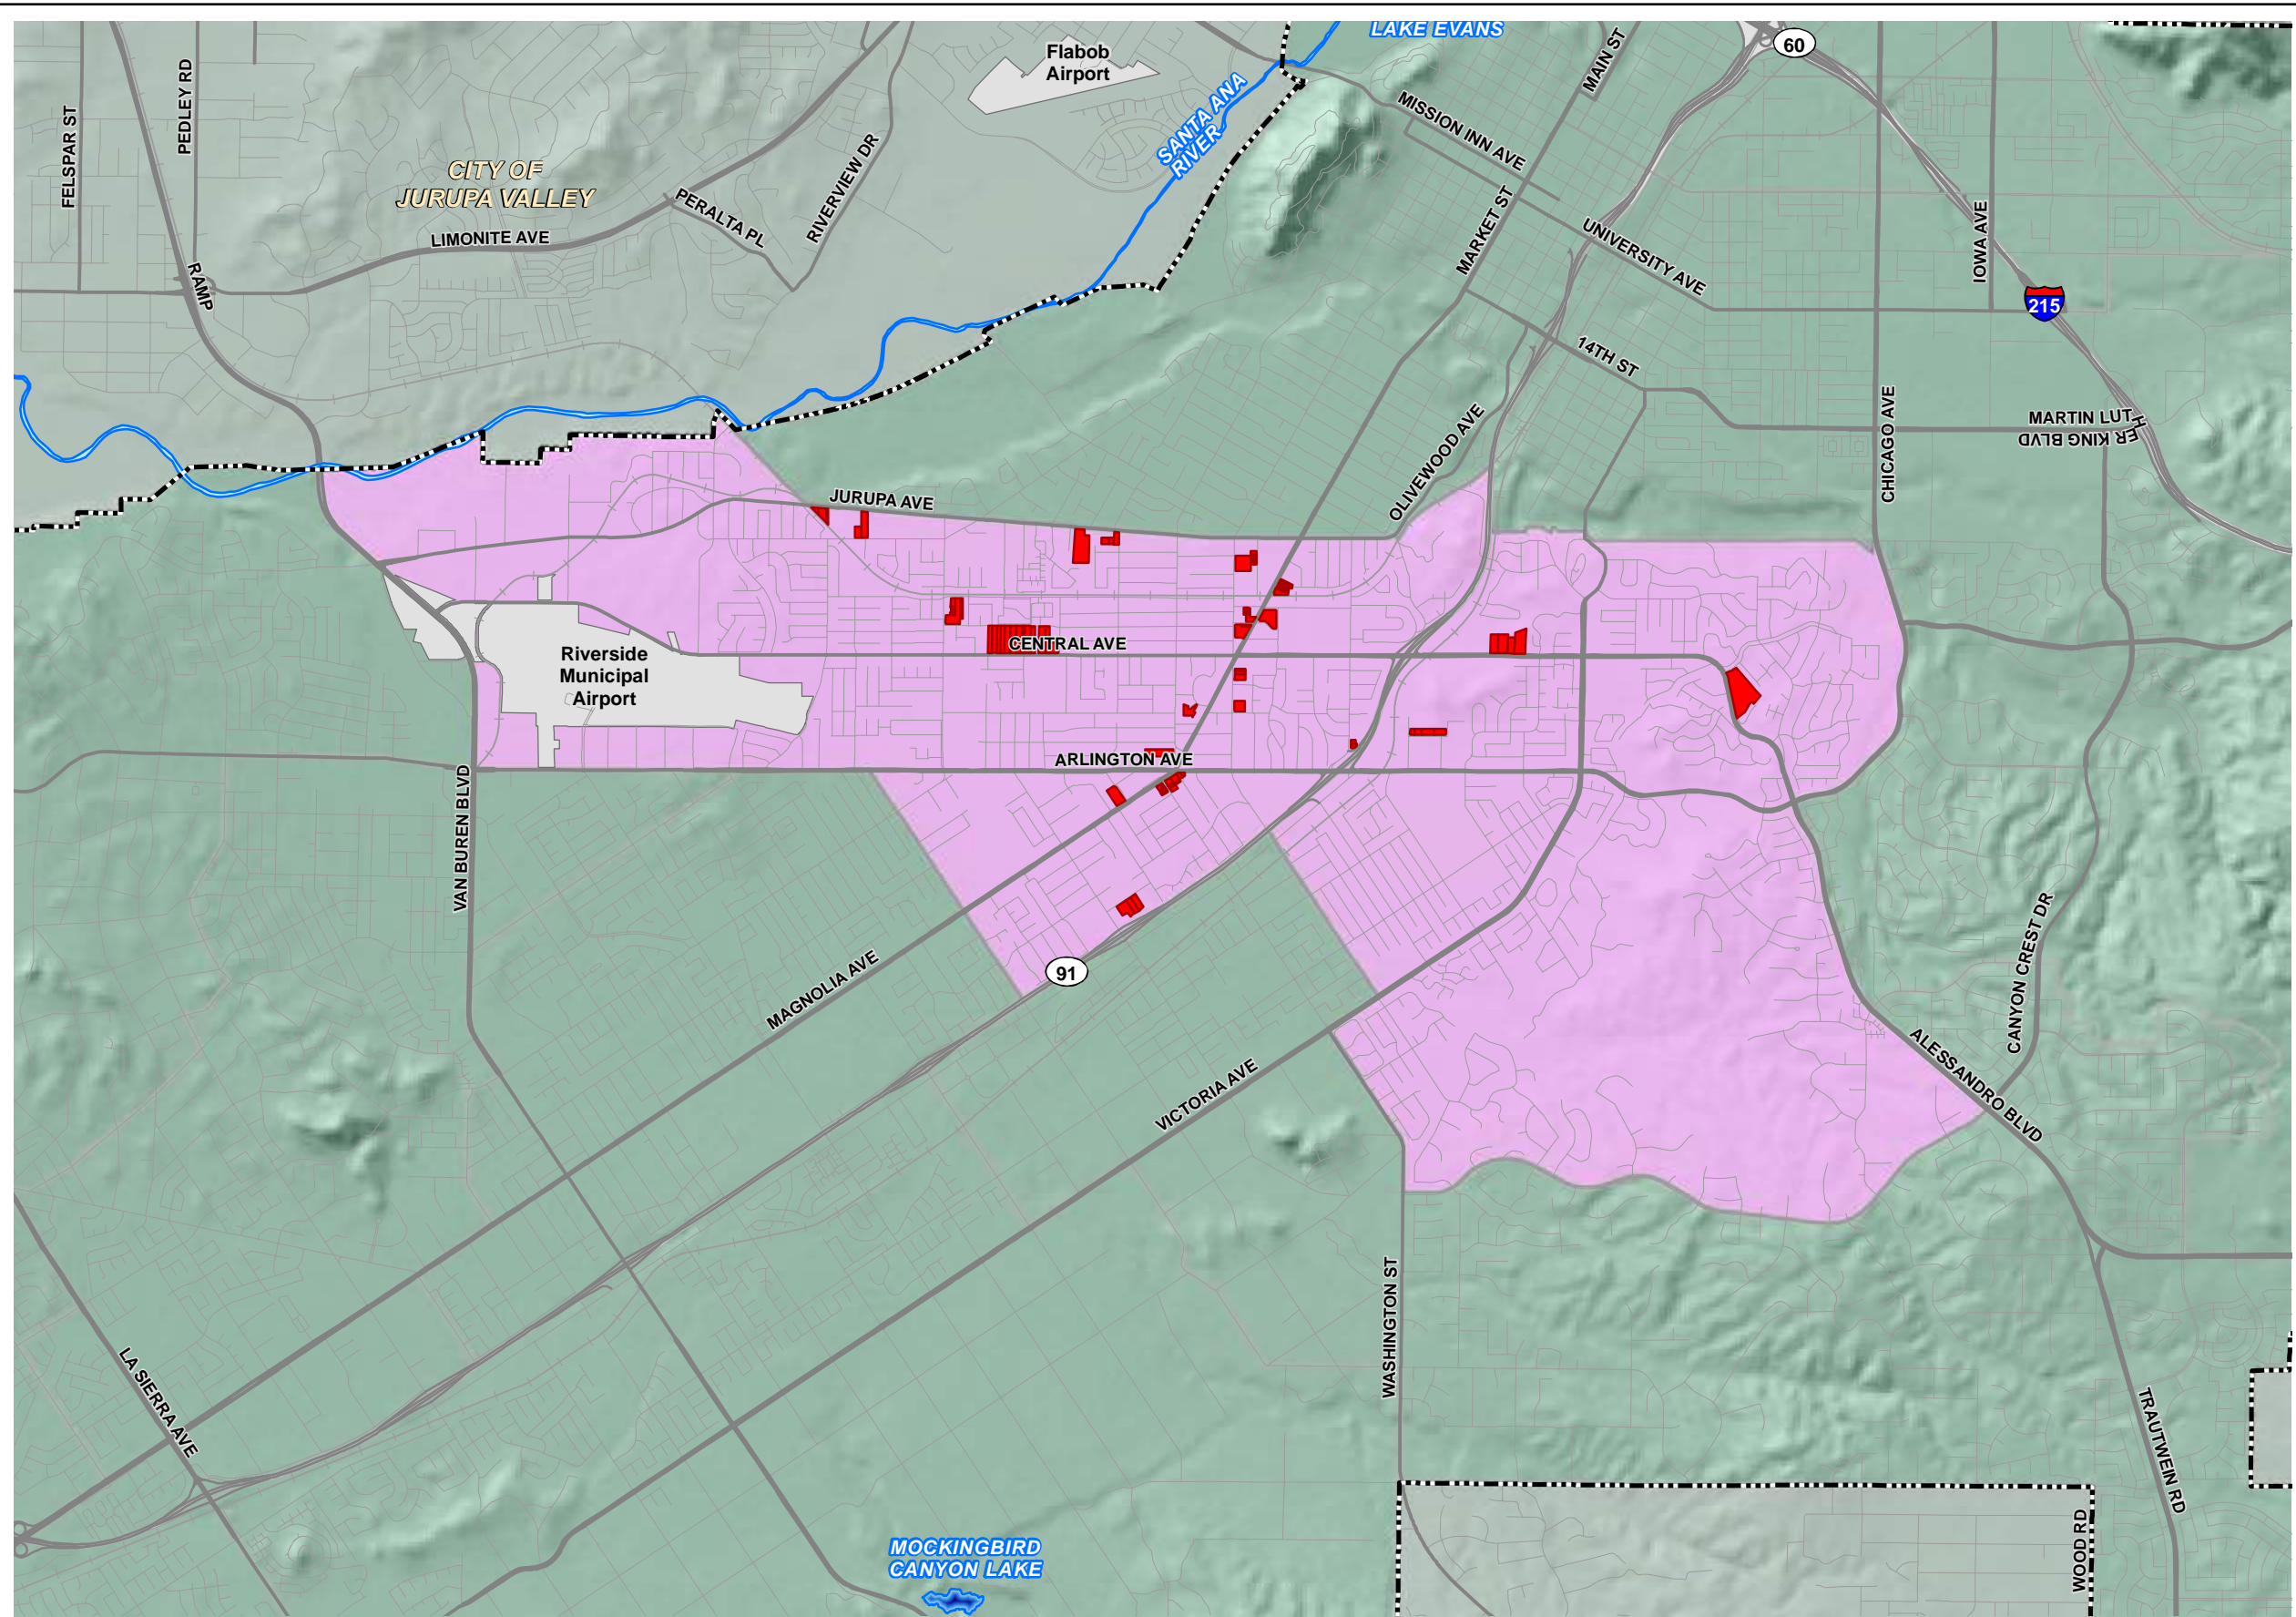 LAKE EVANS
60
Flabob
Airport
MAIN ST
PEDLEY RD
FELSPAR ST
SANTA ANA
RIVER
MISSION INN AVE
CITY OF
JURUPA VALLEY
PERALTA PL
RIVERVIEW DR
LIMONITE AVE
MARKET ST
UNIVERSITY AVE
IOWA AVE
RAMP
215
14TH ST
CHICAGO AVE
MARTIN LUTHER KING BLVD
OLIVEWOOD AVE
JURUPA AVE
CENTRAL AVE
Riverside
Municipal
Airport
ARLINGTON AVE
VAN BUREN BLVD
91
MAGNOLIA AVE
CANYON CREST DR
VICTORIA AVE
ALESSANDRO BLVD
WASHINGTON ST
LA SIERRA AVE
TRAUTWEIN RD
WOOD RD
MOCKINGBIRD
CANYON LAKE